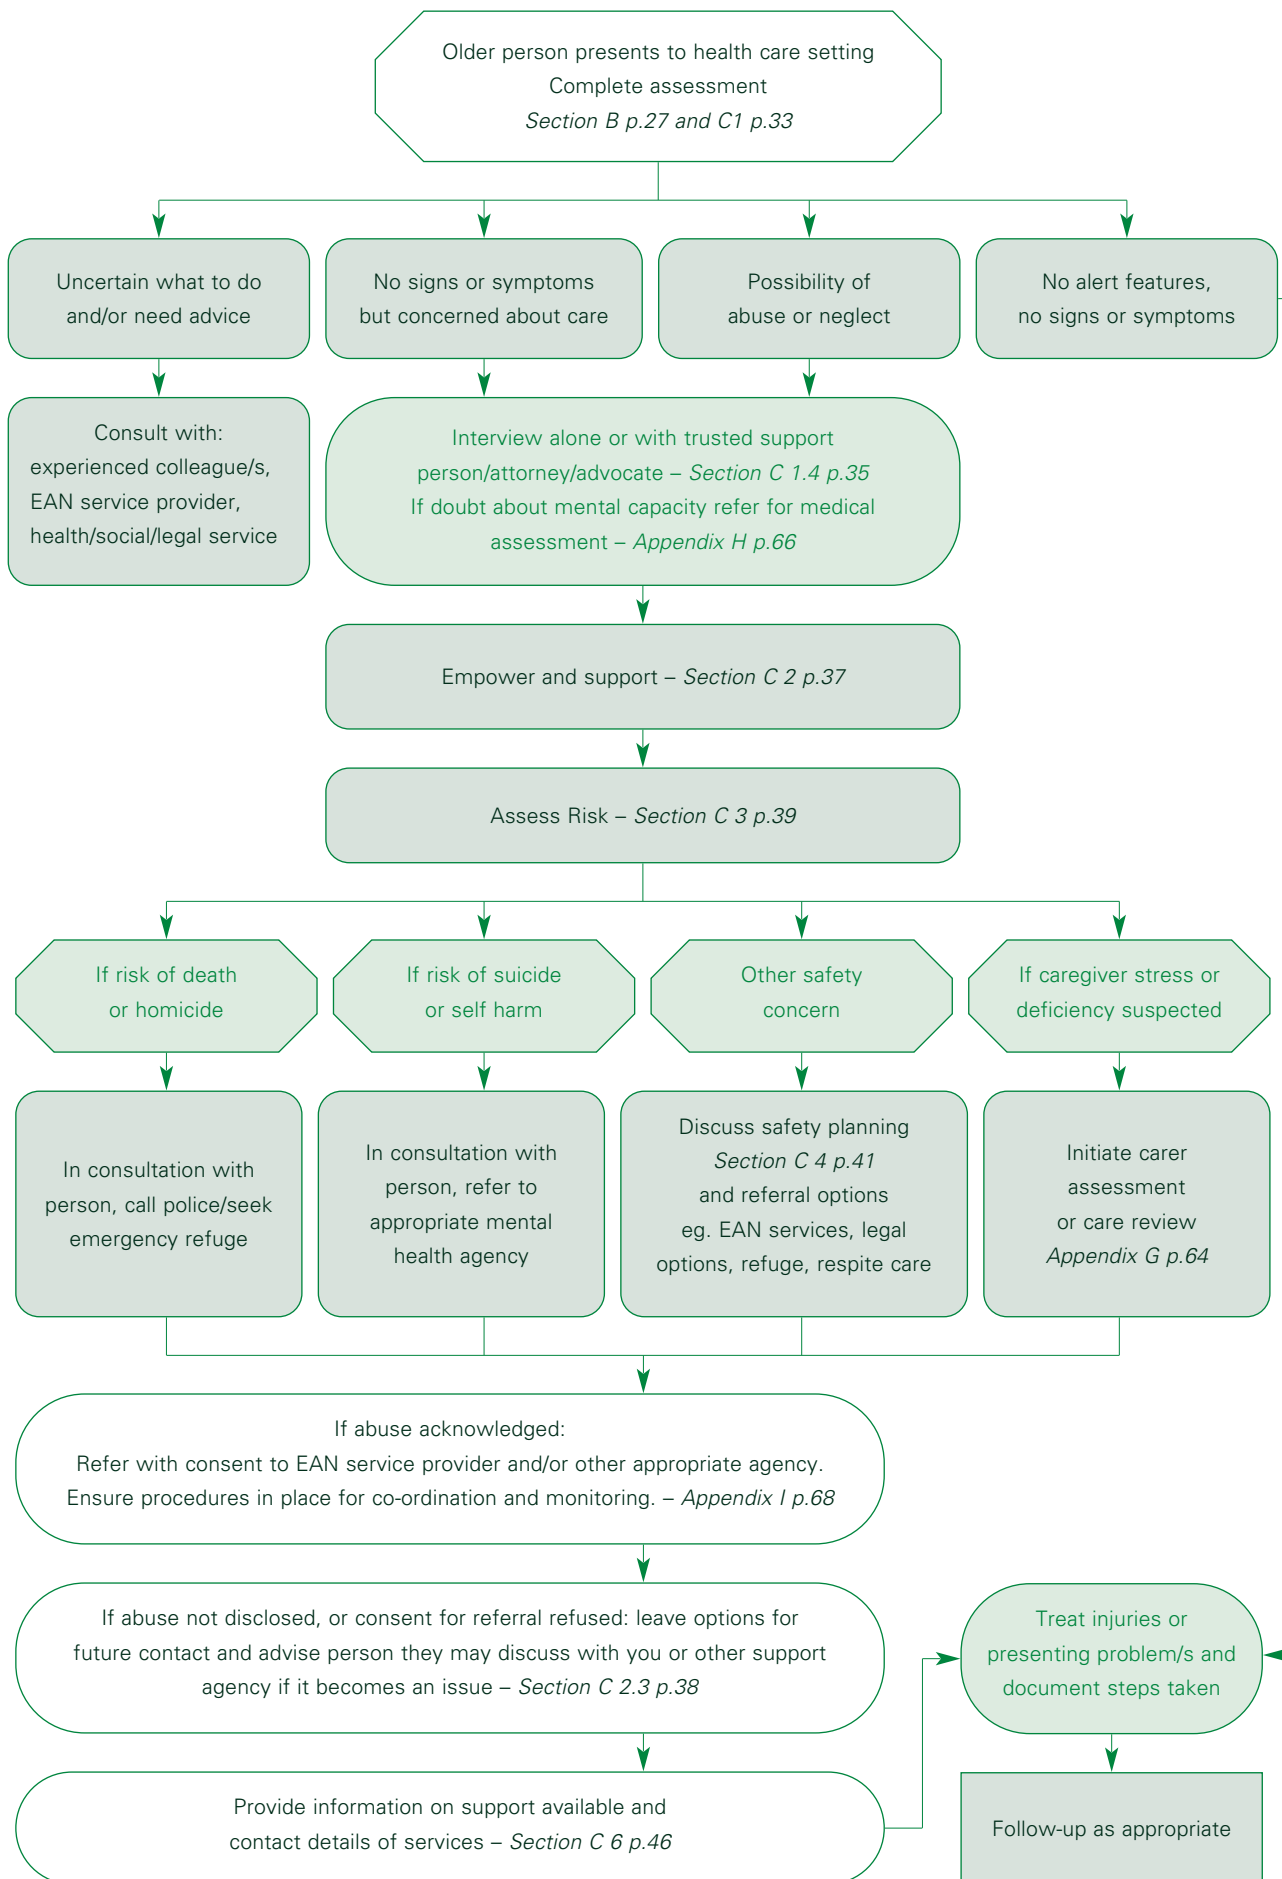 Older person presents to health care setting
Complete assessment
Section B p.27 and C1 p.33
Uncertain what to do
and/or need advice
No signs or symptoms
but concerned about care
Possibility of
abuse or neglect
No alert features,
no signs or symptoms
Consult with:
experienced colleague/s,
EAN service provider,
health/social/legal service
Interview alone or with trusted support
person/attorney/advocate – Section C 1.4 p.35
If doubt about mental capacity refer for medical
assessment – Appendix H p.66
Empower and support – Section C 2 p.37
Assess Risk – Section C 3 p.39
If risk of death
or homicide
If risk of suicide
or self harm
Other safety
concern
If caregiver stress or
deficiency suspected
In consultation with
person, call police/seek
emergency refuge
In consultation with
person, refer to
appropriate mental
health agency
Discuss safety planning
Section C 4 p.41
and referral options
eg. EAN services, legal
options, refuge, respite care
Initiate carer
assessment
or care review
Appendix G p.64
If abuse acknowledged:
Refer with consent to EAN service provider and/or other appropriate agency.
Ensure procedures in place for co-ordination and monitoring. – Appendix I p.68
If abuse not disclosed, or consent for referral refused: leave options for
future contact and advise person they may discuss with you or other support
agency if it becomes an issue – Section C 2.3 p.38
Treat injuries or
presenting problem/s and
document steps taken
Provide information on support available and
contact details of services – Section C 6 p.46
Follow-up as appropriate